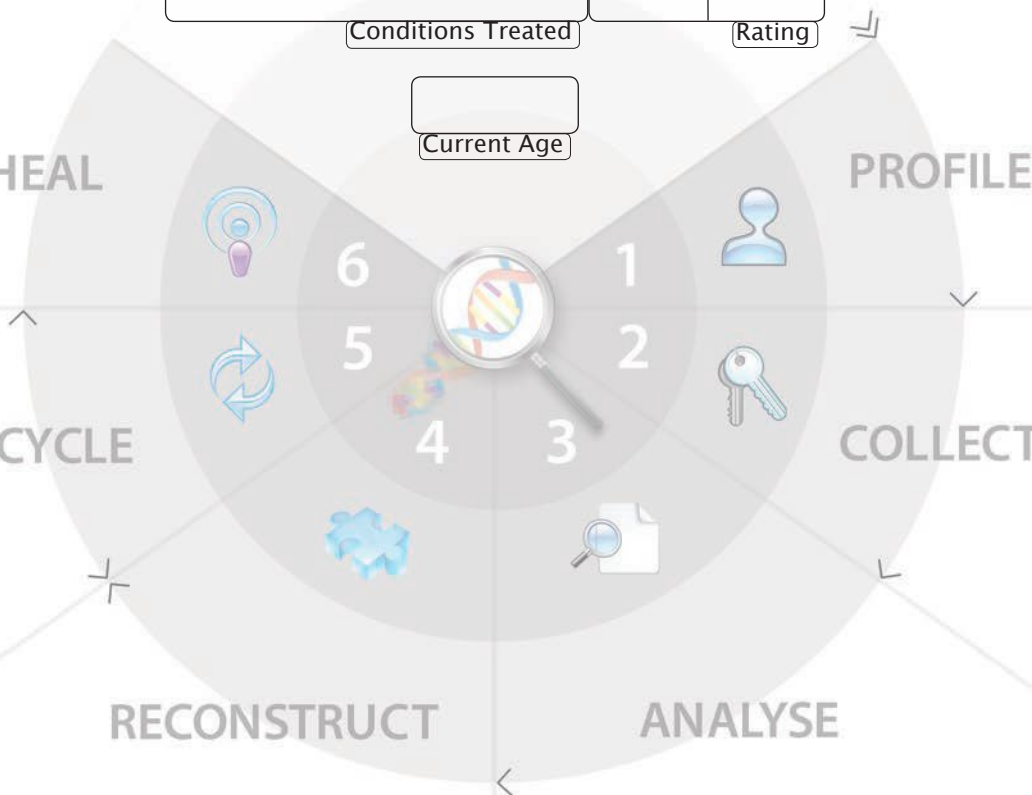 Conditions Treated
Rating
Current Age
HEAL
PROFILE
6
1
5
2
CYCLE
COLLECT
4
3
RECONSTRUCT
ANALYSE